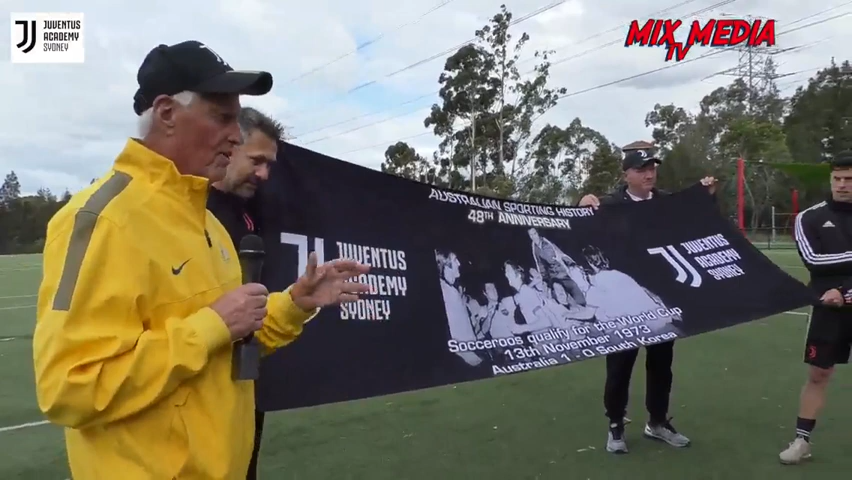 JUVENTUS
ACADEMY
SYDNEY
MIX MEDIA
TV
AUSTRALIAN SPORTING HISTORY
48TH ANNIVERSARY
JUVENTUS
ACADEMY
SYDNEY
JUVENTUS
ACADEMY
SYDNEY
Socceroos qualify for the World Cup
13th November 1973
Australia 1 - 0 South Korea